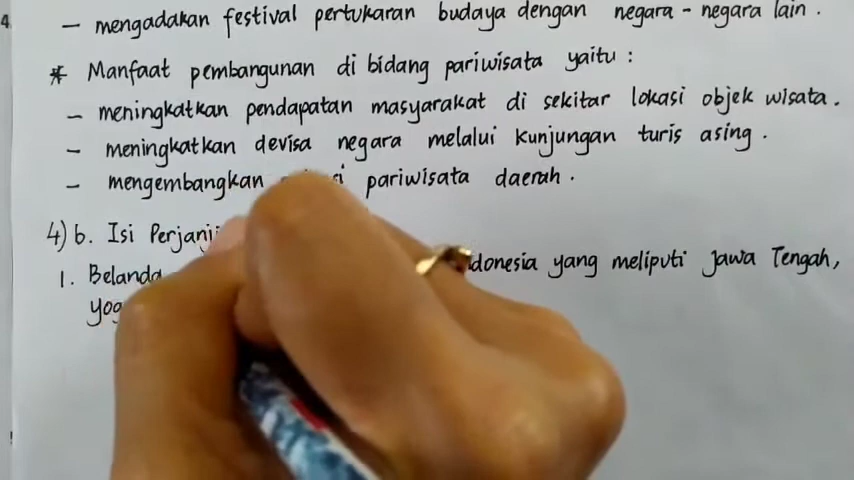 4
- mengadakan festival pertukaran budaya dengan negara - negara lain .
* Manfaat pembangunan di bidang pariwisata yaitu :
- meningkatkan pendapatan masyarakat di sekitar lokasi objek wisata .
- meningkatkan devisa negara melalui kunjungan turis asing .
- mengembangkan pariwisata daerah .
4) b. Isi
1. Belanda yang meliputi Jawa Tengah,